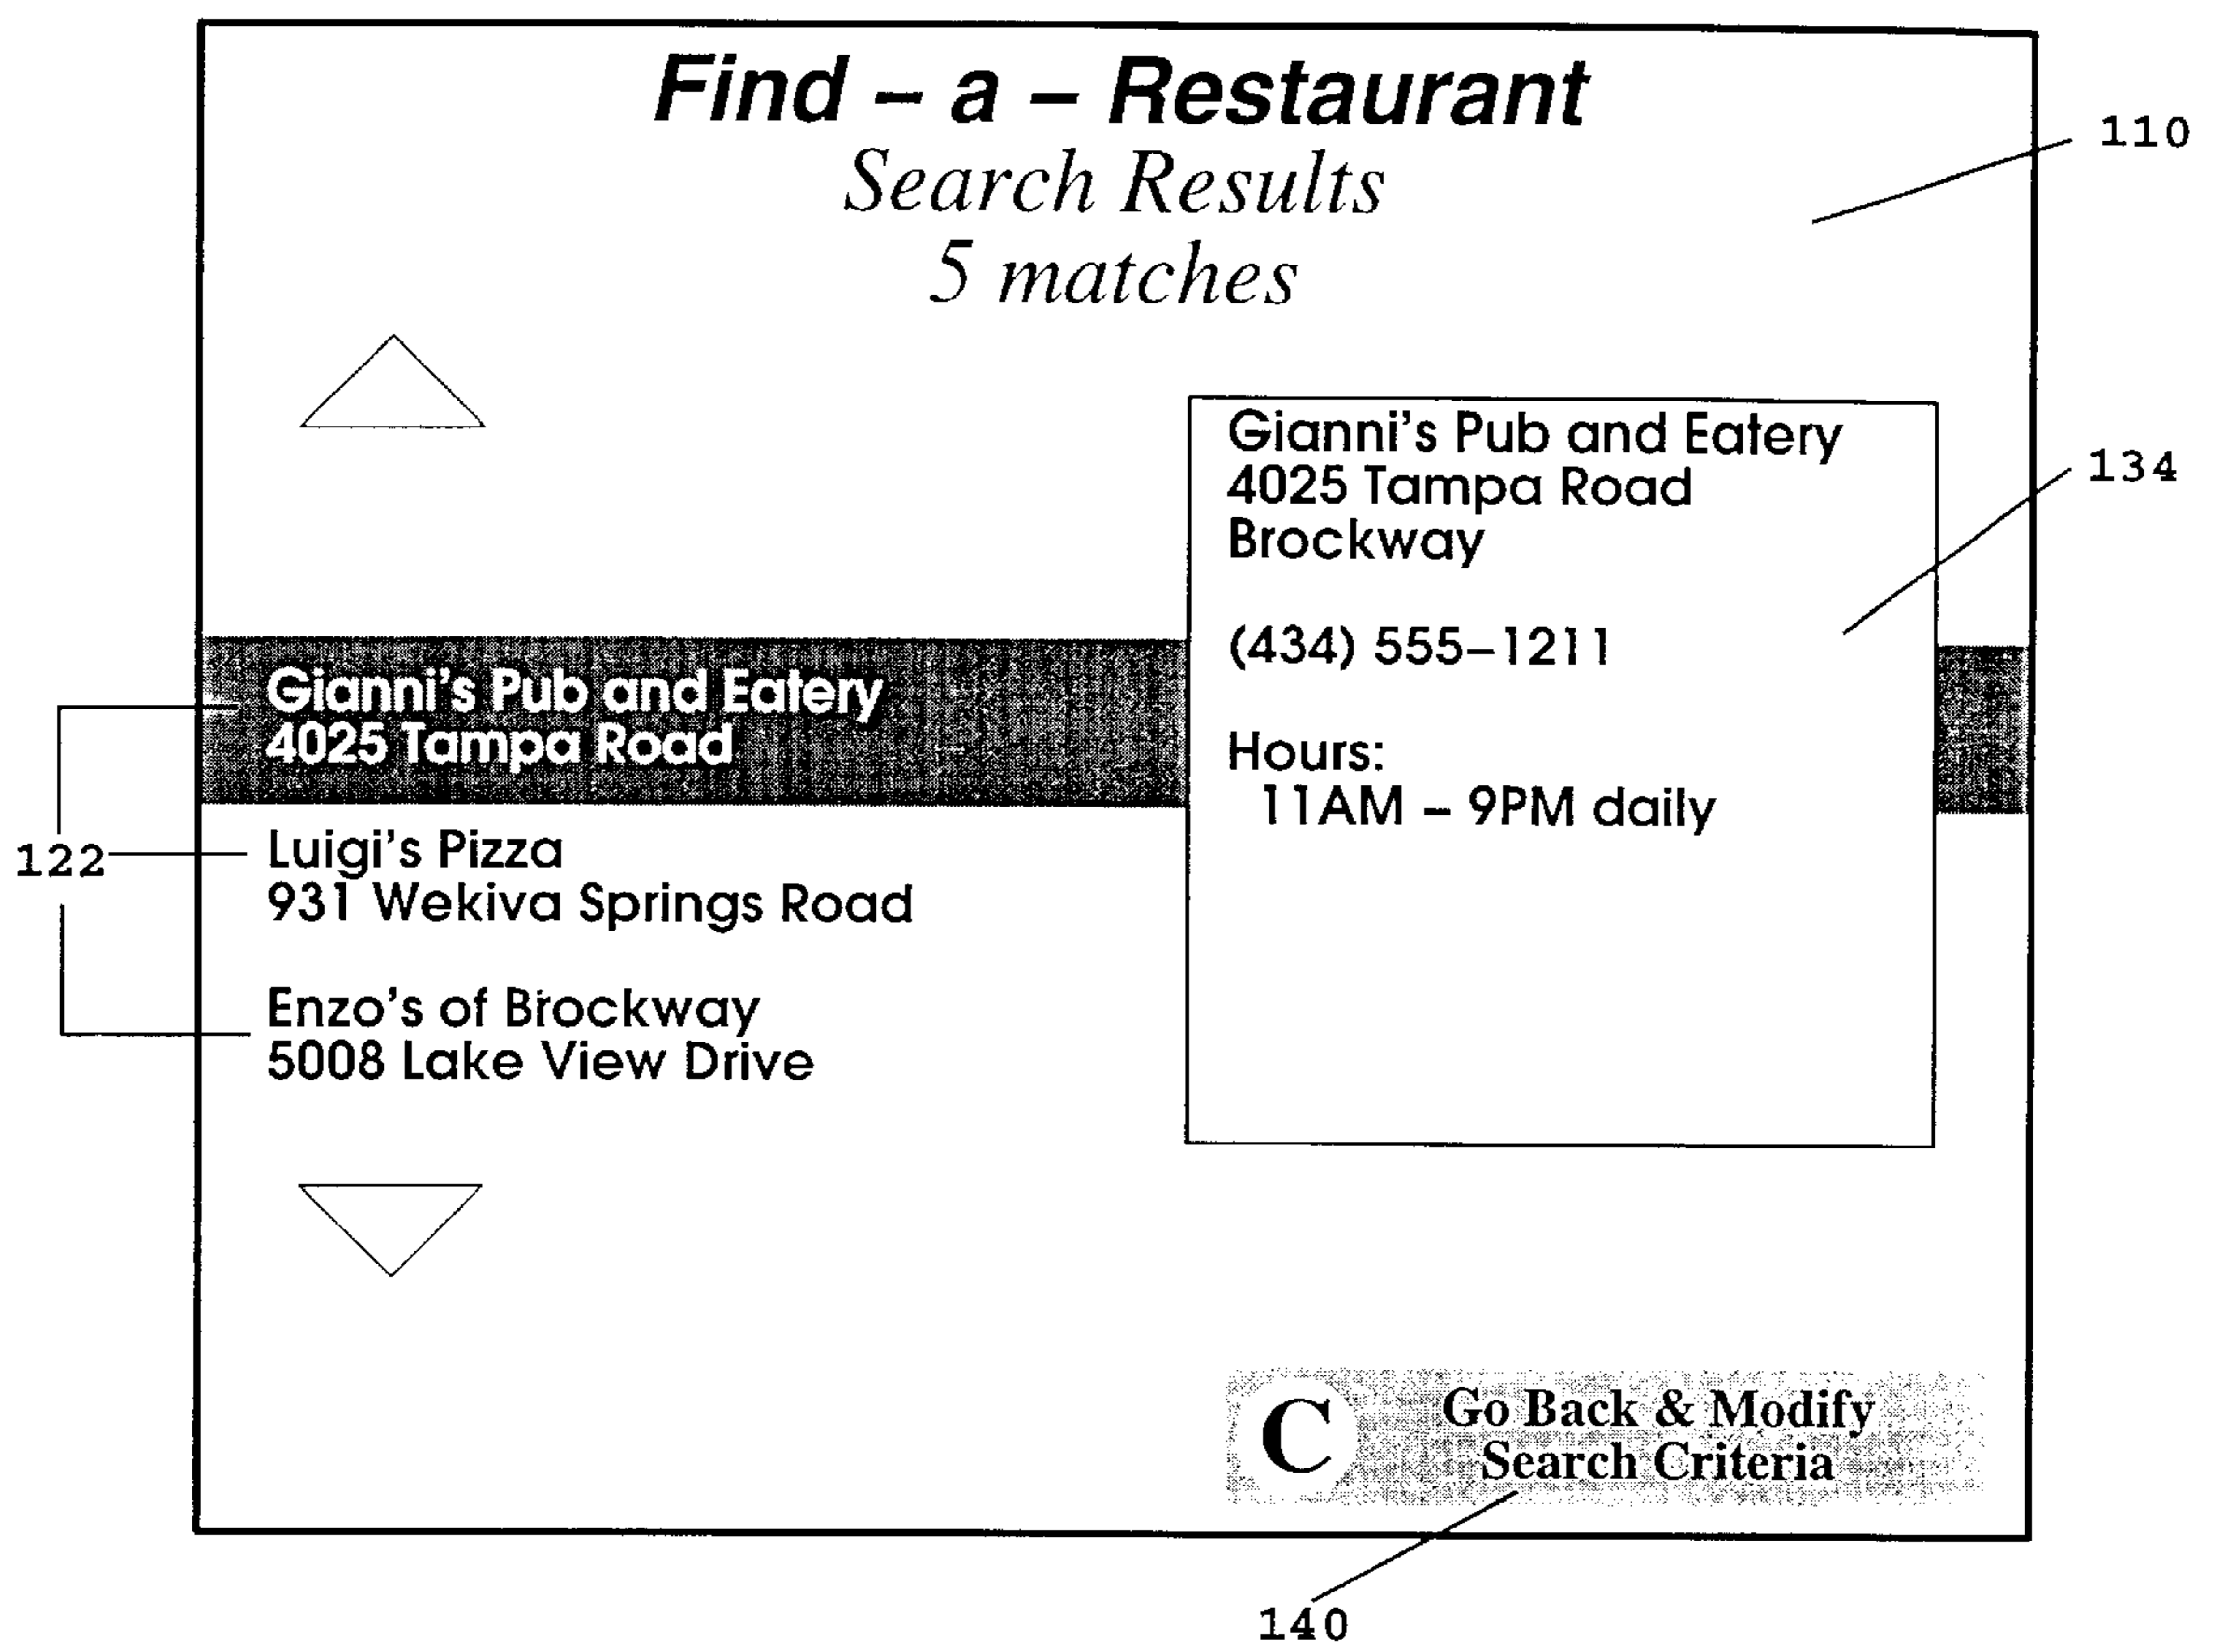 Find – a – Restaurant
Search Results
5 matches
110
Gianni's Pub and Eatery
4025 Tampa Road
Brockway
(434) 555–1211
Hours:
11AM – 9PM daily
134
Gianni's Pub and Eatery
4025 Tampa Road
122
Luigi's Pizza
931 Wekiva Springs Road
Enzo's of Brockway
5008 Lake View Drive
C
Go Back & Modify
Search Criteria
140